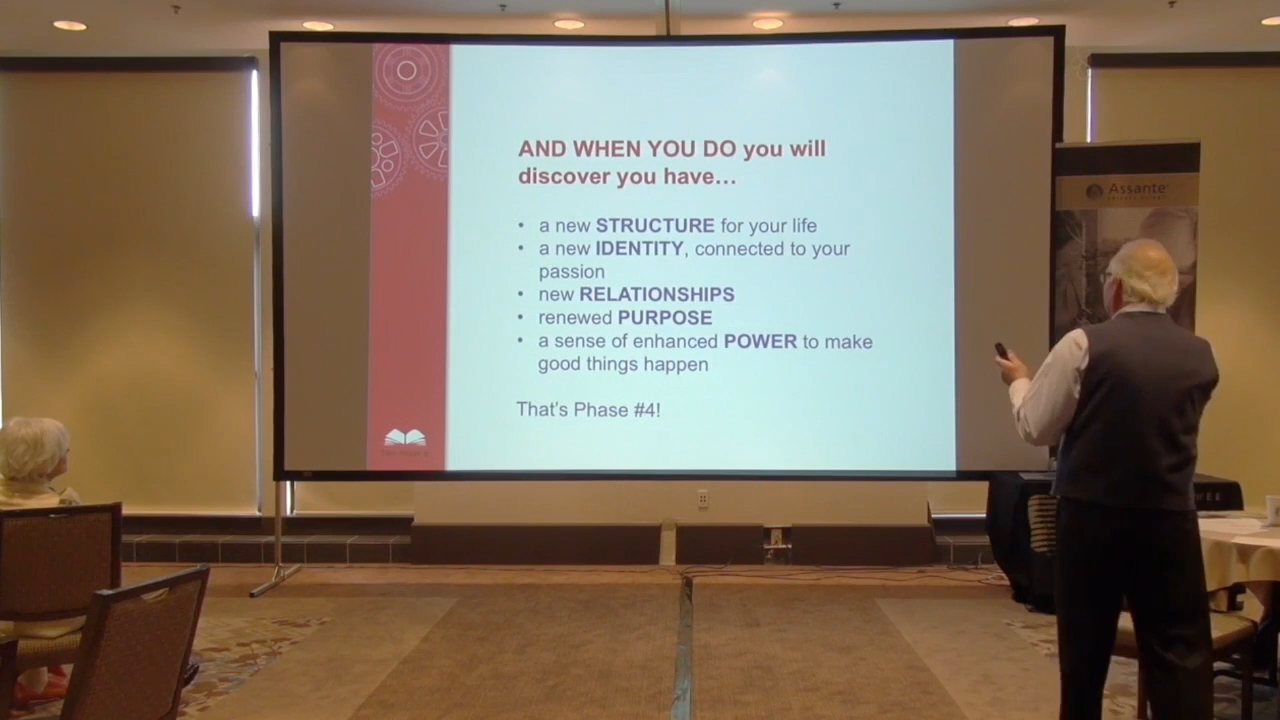 AND WHEN YOU DO you will
discover you have…
• a new STRUCTURE for your life
• a new IDENTITY, connected to your
passion
• new RELATIONSHIPS
• renewed PURPOSE
• a sense of enhanced POWER to make
good things happen
That's Phase #4!
Assante